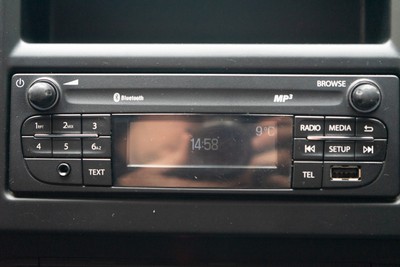 BROWSE
Bluetooth MP3
1 2 3 14:58 9°C RADIO MEDIA
4 5 6 SETUP
TEXT TEL